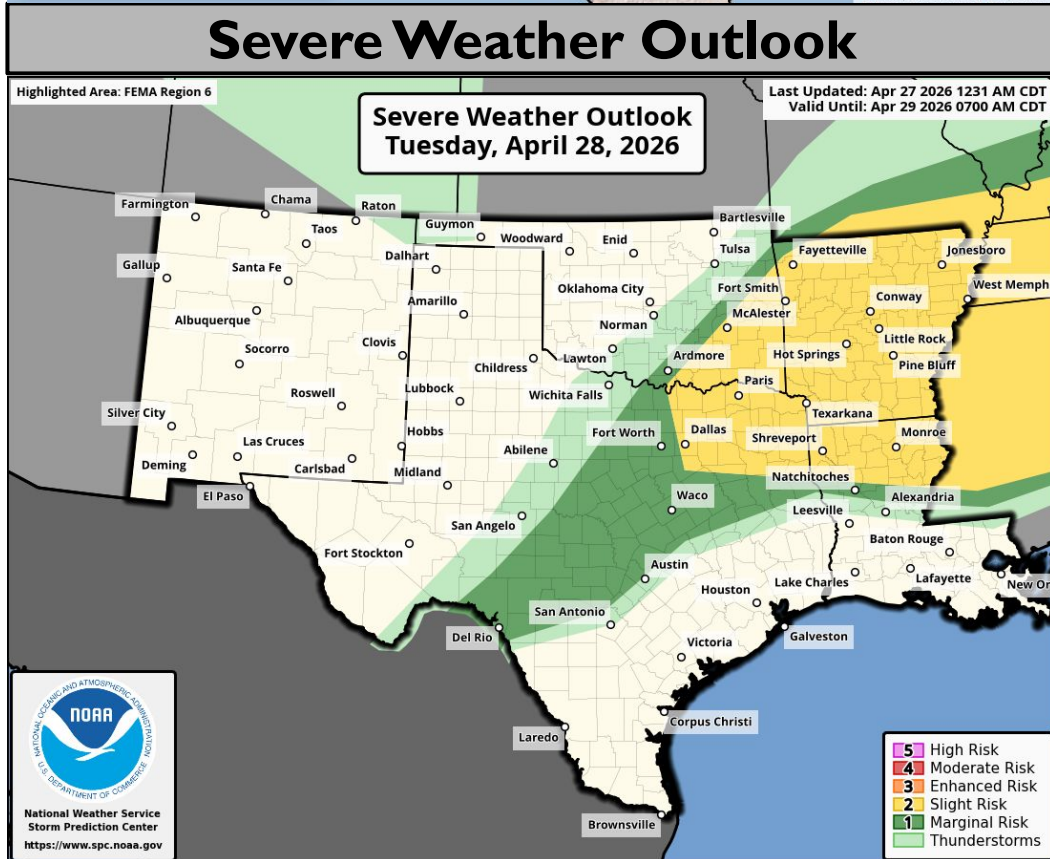 Severe Weather Outlook
Highlighted Area: FEMA Region 6
Last Updated: Apr 27 2026 1231 AM CDT
Valid Until: Apr 29 2026 0700 AM CDT
Severe Weather Outlook
Tuesday, April 28, 2026
Farmington
Chama
Raton
Taos
Guymon
Woodward
Enid
Bartlesville
Tulsa
Fayetteville
Jonesboro
Gallup
Santa Fe
Dalhart
Oklahoma City
Fort Smith
Conway
West Memph
Albuquerque
Amarillo
Norman
McAlester
Little Rock
Socorro
Clovis
Childress
Lawton
Ardmore
Hot Springs
Pine Bluff
Roswell
Lubbock
Wichita Falls
Paris
Texarkana
Silver City
Las Cruces
Hobbs
Fort Worth
Dallas
Shreveport
Monroe
Deming
Carlsbad
Midland
Abilene
Natchitoches
El Paso
Waco
Alexandria
San Angelo
Leesville
Fort Stockton
Baton Rouge
Austin
Houston
Lake Charles
Lafayette
New Or
San Antonio
Del Rio
Victoria
Galveston
Corpus Christi
Laredo
Brownsville
NATIONAL OCEANIC AND ATMOSPHERIC ADMINISTRATION
NOAA
U.S. DEPARTMENT OF COMMERCE
National Weather Service
Storm Prediction Center
https://www.spc.noaa.gov
5 High Risk
4 Moderate Risk
3 Enhanced Risk
2 Slight Risk
1 Marginal Risk
Thunderstorms